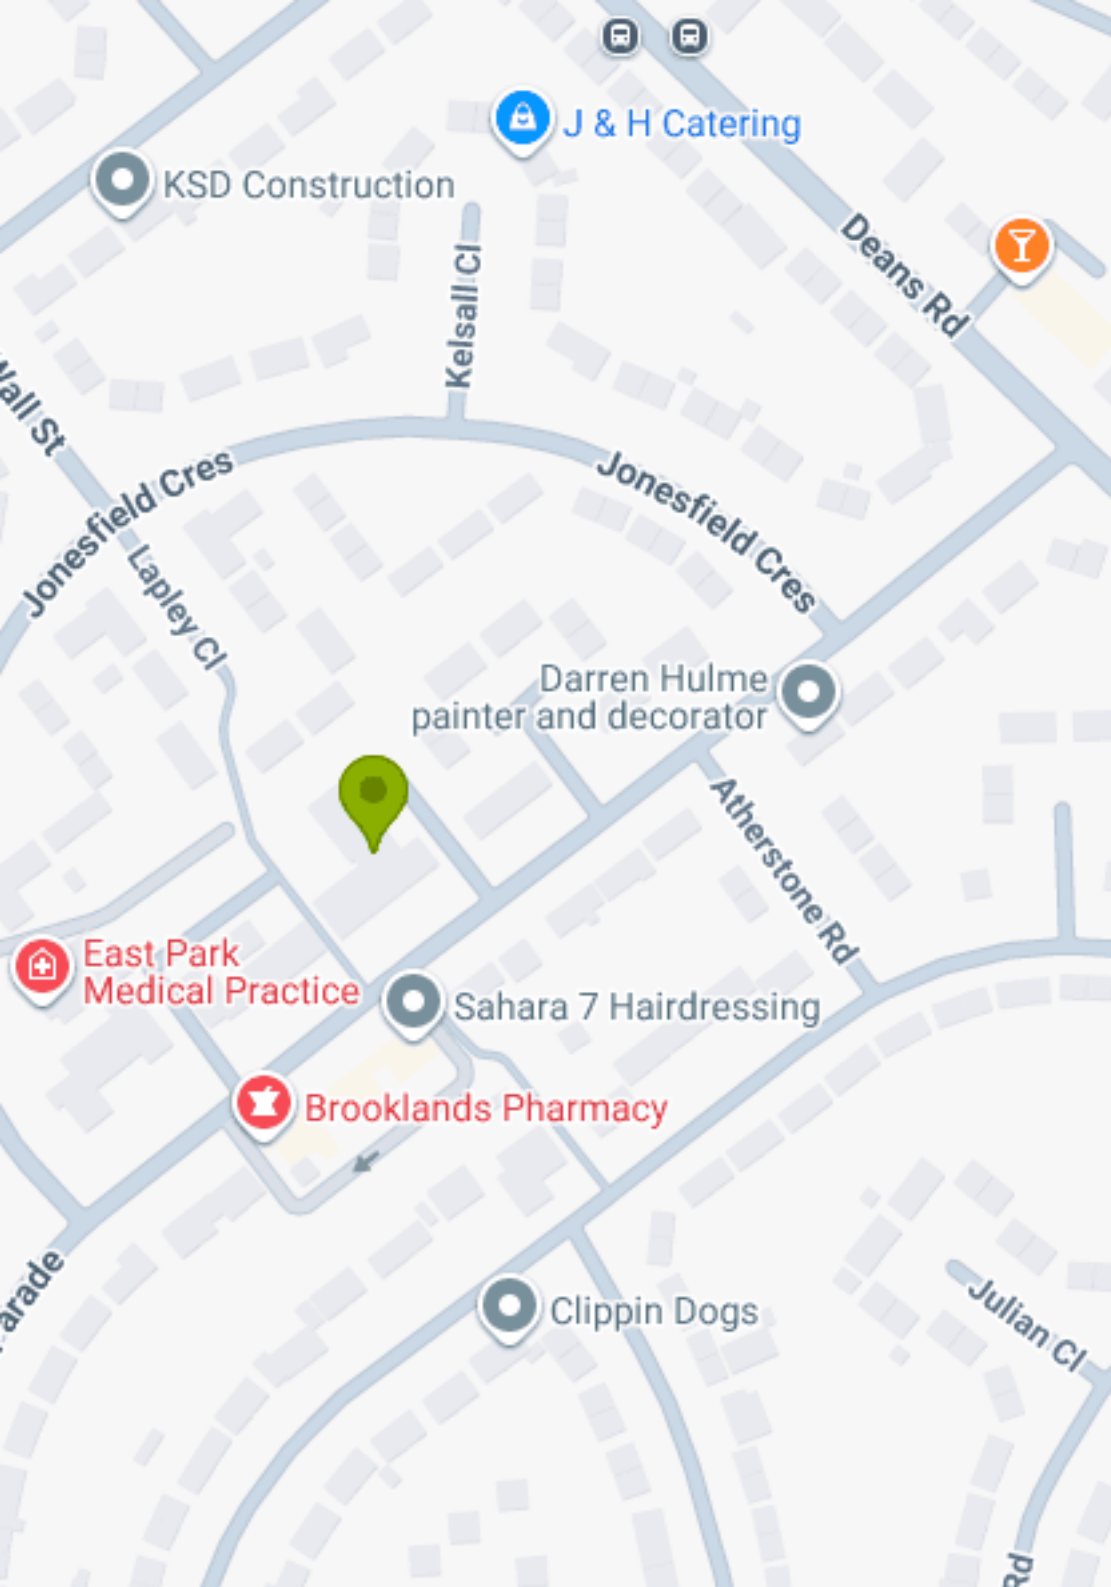 J & H Catering
KSD Construction
Deans Rd
Kelsall Cl
Wall St
Jonesfield Cres
Jonesfield Cres
Lapley Cl
Darren Hulme
painter and decorator
Atherstone Rd
East Park
Medical Practice
Sahara 7 Hairdressing
Brooklands Pharmacy
arade
Clippin Dogs
Julian Cl
Rd